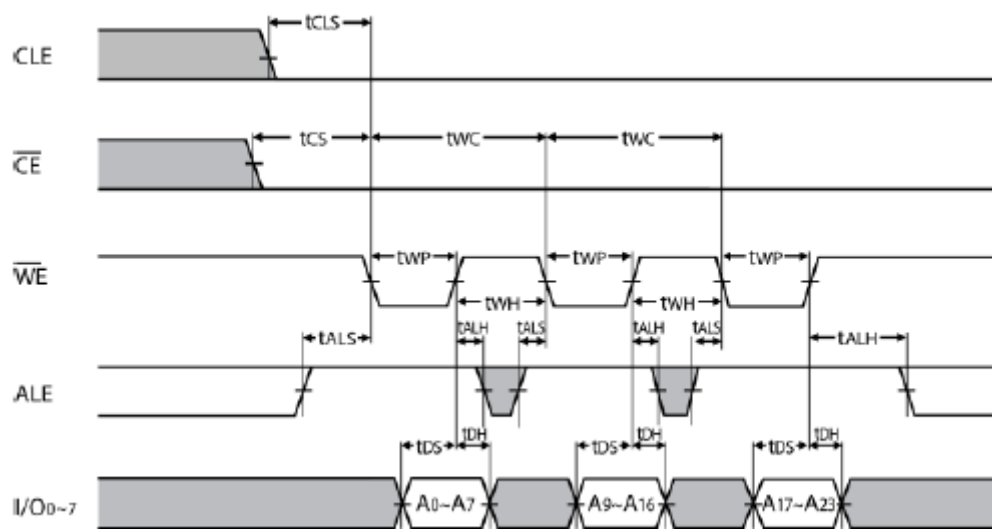 tCLS
CLE
tCS tWC tWC
CE
tWP tWP tWP
WE
tWH tWH
tALH tALS tALH tALS
tALS tALH
ALE
tDS tDH tDS tDH tDS tDH
I/O0~7 A0~A7 A9~A16 A17~A23